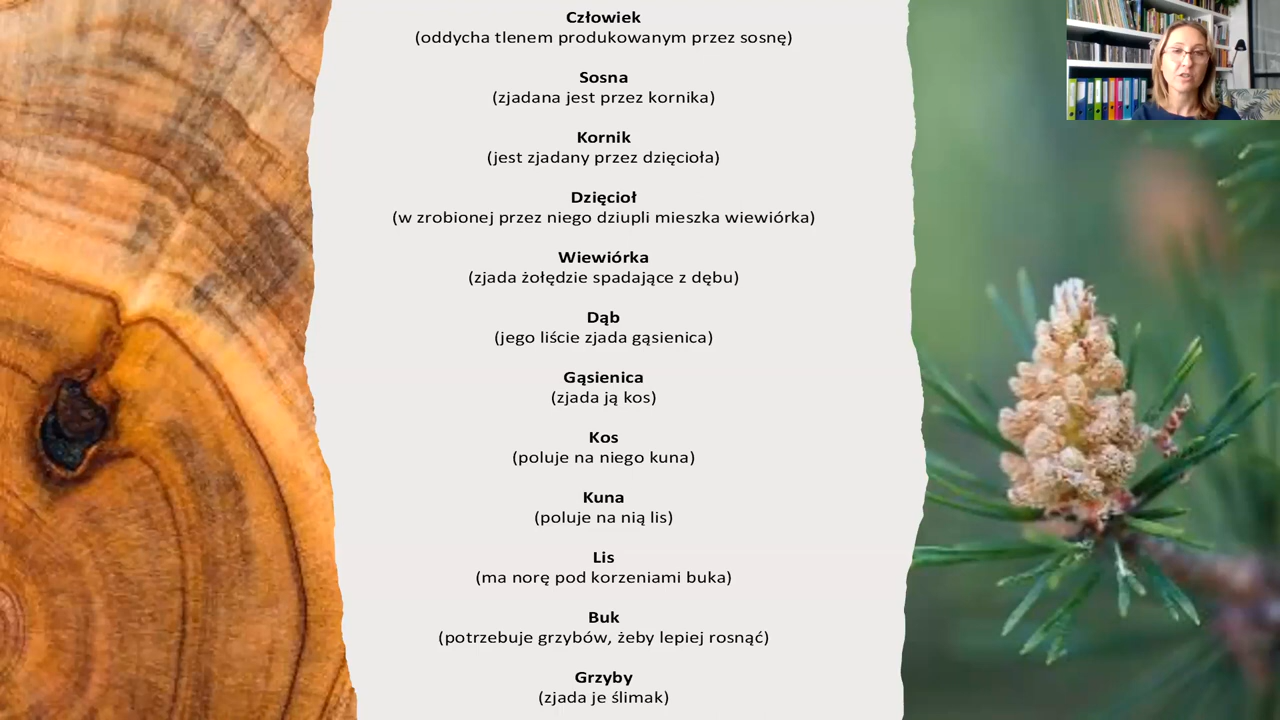 Człowiek
(oddycha tlenem produkowanym przez sosnę)
Sosna
(zjadana jest przez kornika)
Kornik
(jest zjadany przez dzięcioła)
Dzięcioł
(w zrobionej przez niego dziupli mieszka wiewiórka)
Wiewiórka
(zjada żołędzie spadające z dębu)
Dąb
(jego liście zjada gąsienica)
Gąsienica
(zjada ją kos)
Kos
(poluje na niego kuna)
Kuna
(poluje na nią lis)
Lis
(ma norę pod korzeniami buka)
Buk
(potrzebuje grzybów, żeby lepiej rosnąć)
Grzyby
(zjada je ślimak)